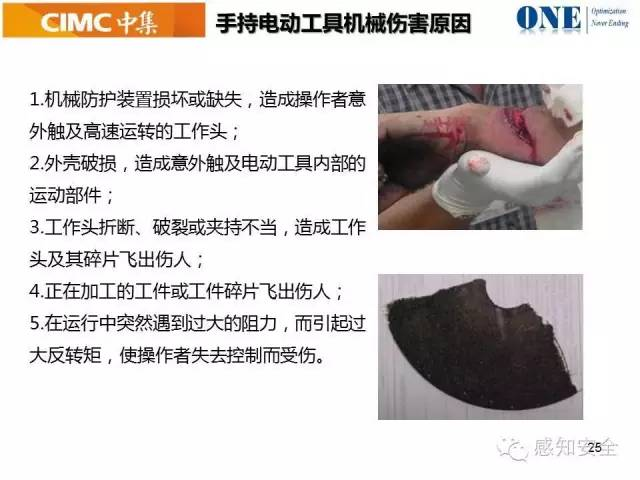 CIMC中集
手持电动工具机械伤害原因
ONE
Optimization
Never Ending
1.机械防护装置损坏或缺失，造成操作者意
外触及高速运转的工作头；
2.外壳破损，造成意外触及电动工具内部的
运动部件；
3.工作头折断、破裂或夹持不当，造成工作
头及其碎片飞出伤人；
4.正在加工的工件或工件碎片飞出伤人；
5.在运行中突然遇到过大的阻力，而引起过
大反转矩，使操作者失去控制而受伤。
感知安全
25